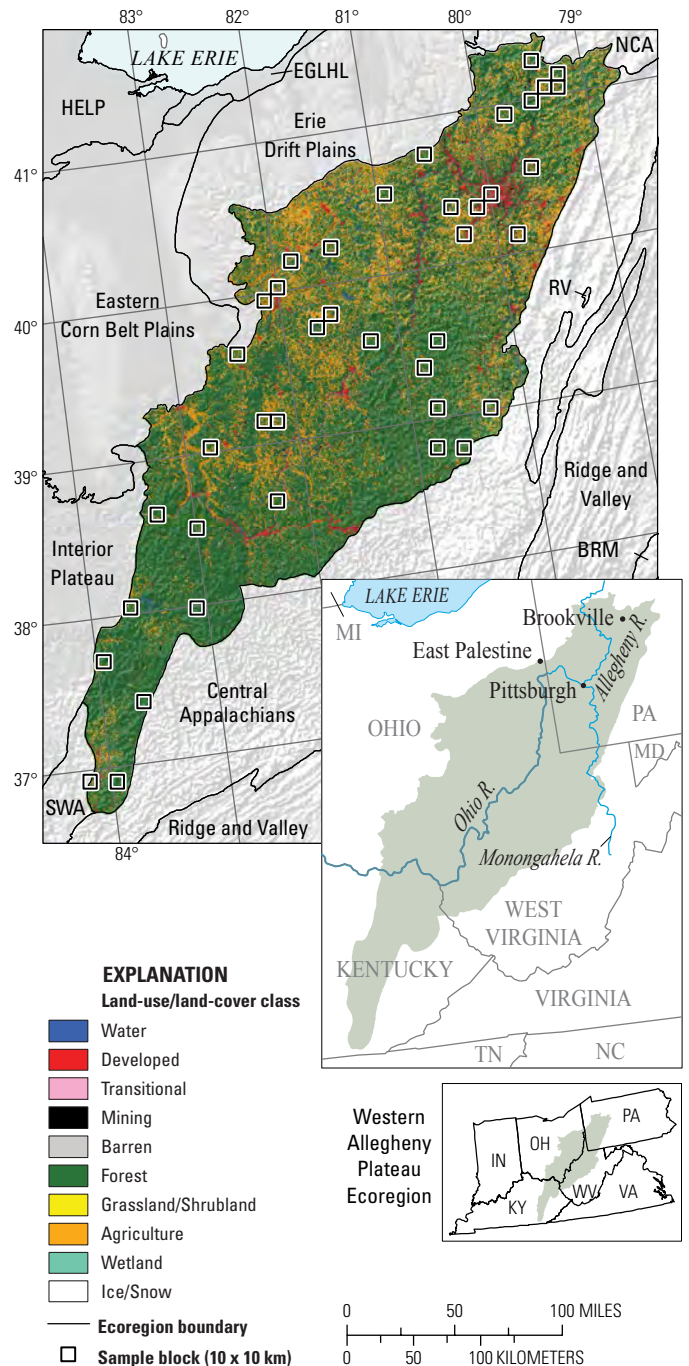 83° 82° 81° 80° 79°
LAKE ERIE
NCA
EGLHL
HELP
Erie
Drift Plains
41°
RV
Eastern
Corn Belt Plains
40°
39°
Ridge and
Valley
Interior
Plateau
BRM
38°
Central
Appalachians
37°
SWA
Ridge and Valley
84°
LAKE ERIE
MI
Brookville
East Palestine
Allegheny R.
Pittsburgh
OHIO
PA
MD
Ohio R.
Monongahela R.
WEST
VIRGINIA
KENTUCKY
VIRGINIA
TN
NC
EXPLANATION
Land-use/land-cover class
Water
Developed
Transitional
Mining
Barren
Forest
Grassland/Shrubland
Agriculture
Wetland
Ice/Snow
Ecoregion boundary
Sample block (10 x 10 km)
Western
Allegheny
Plateau
Ecoregion
PA
OH
IN
WV
VA
KY
0 50 100 MILES
0 50 100 KILOMETERS